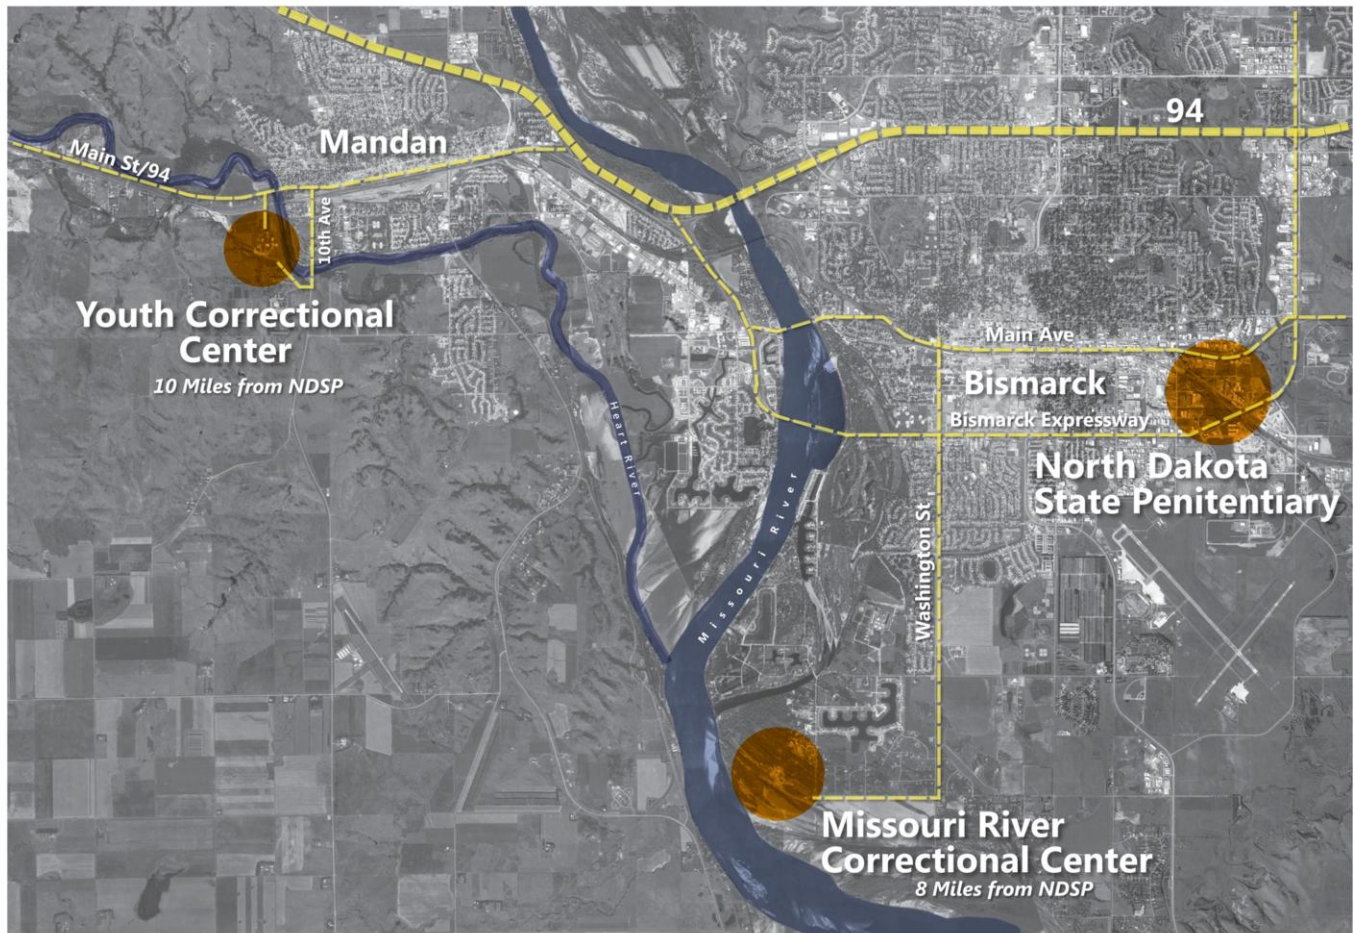 94
Mandan
Main St/94
10th Ave
Youth Correctional
Center
10 Miles from NDSP
Main Ave
Bismarck
Bismarck Expressway
North Dakota
State Penitentiary
Heart River
Missouri River
Washington St
Missouri River
Correctional Center
8 Miles from NDSP